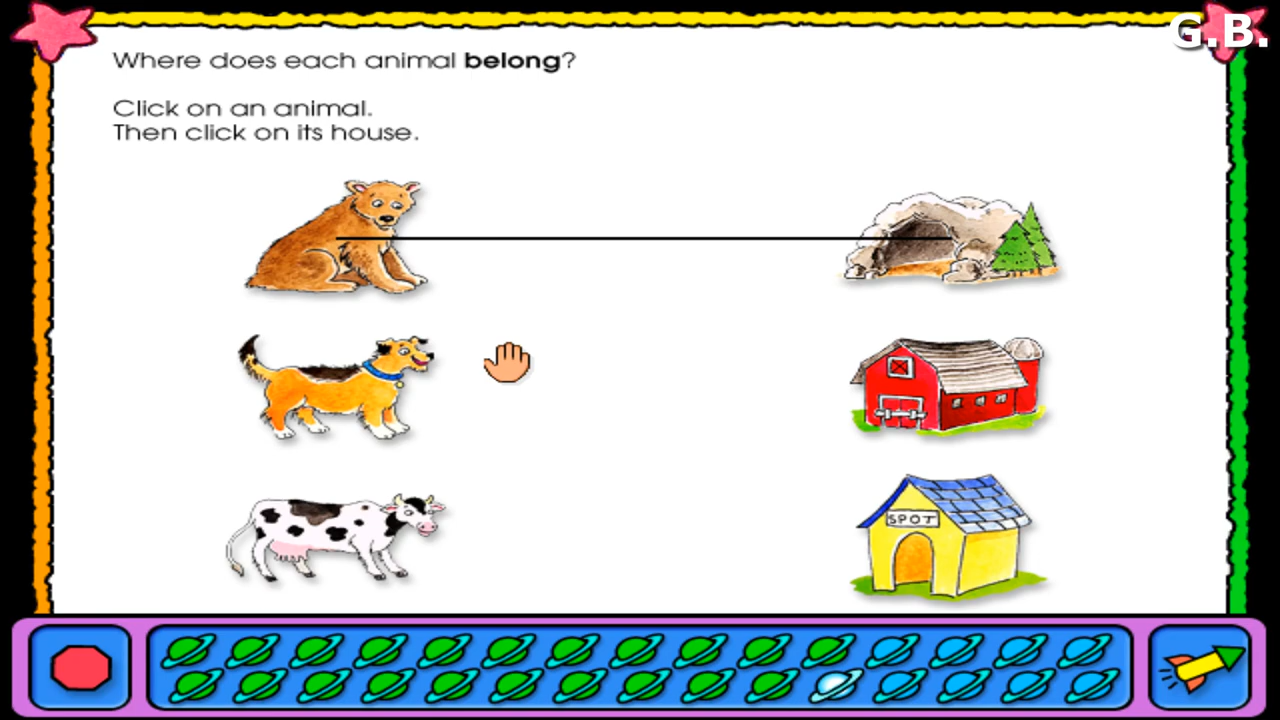 G.B.
Where does each animal belong?
Click on an animal.
Then click on its house.
SPOT